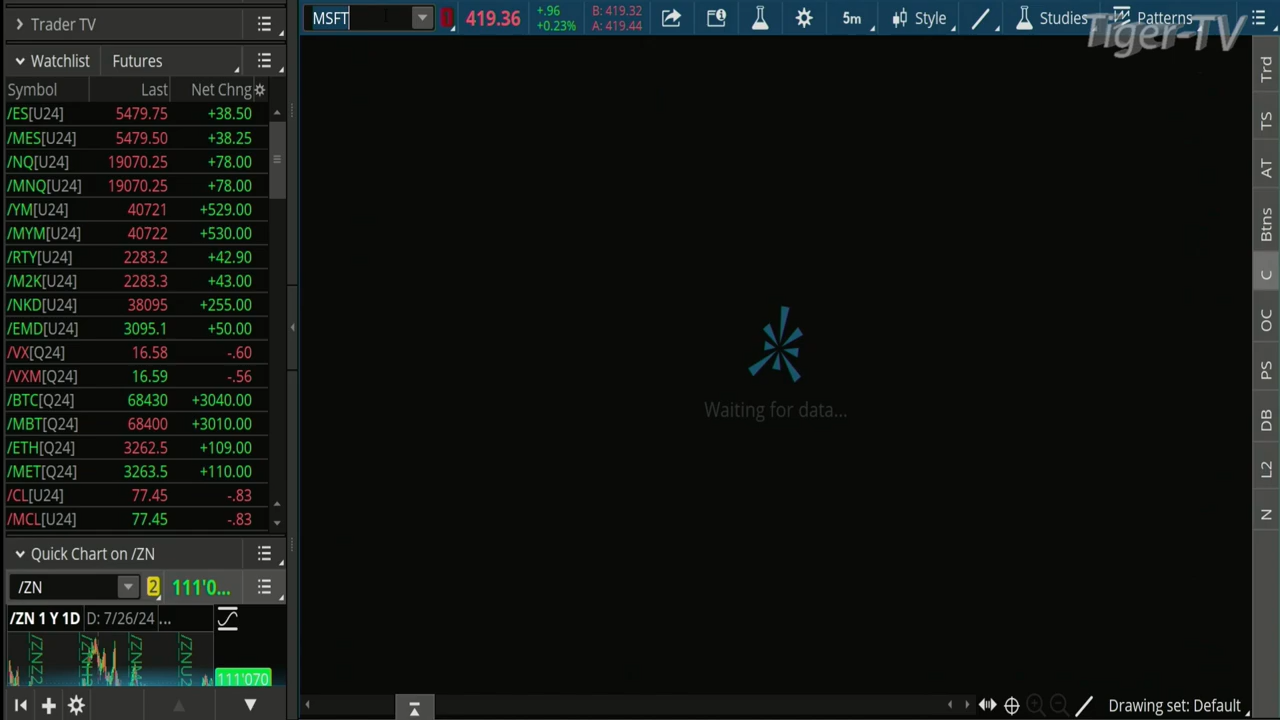 Trader TV
MSFT
419.36
+.96
+0.23%
B: 419.32
A: 419.44
5m
Style
Studies
Patterns
Tiger-TV
Watchlist
Futures
Symbol Last Net Chng
/ES[U24] 5479.75 +38.50
/MES[U24] 5479.50 +38.25
/NQ[U24] 19070.25 +78.00
/MNQ[U24] 19070.25 +78.00
/YM[U24] 40721 +529.00
/MYM[U24] 40722 +530.00
/RTY[U24] 2283.2 +42.90
/M2K[U24] 2283.3 +43.00
/NKD[U24] 38095 +255.00
/EMD[U24] 3095.1 +50.00
/VX[Q24] 16.58 -.60
/VXM[Q24] 16.59 -.56
/BTC[Q24] 68430 +3040.00
/MBT[Q24] 68400 +3010.00
/ETH[Q24] 3262.5 +109.00
/MET[Q24] 3263.5 +110.00
/CL[U24] 77.45 -.83
/MCL[U24] 77.45 -.83
Waiting for data...
Trd
TS
AT
Btns
C
OC
PS
DB
L2
N
Quick Chart on /ZN
/ZN
2
111'0...
/ZN 1 Y 1D
D: 7/26/24
...
111'070
Drawing set: Default